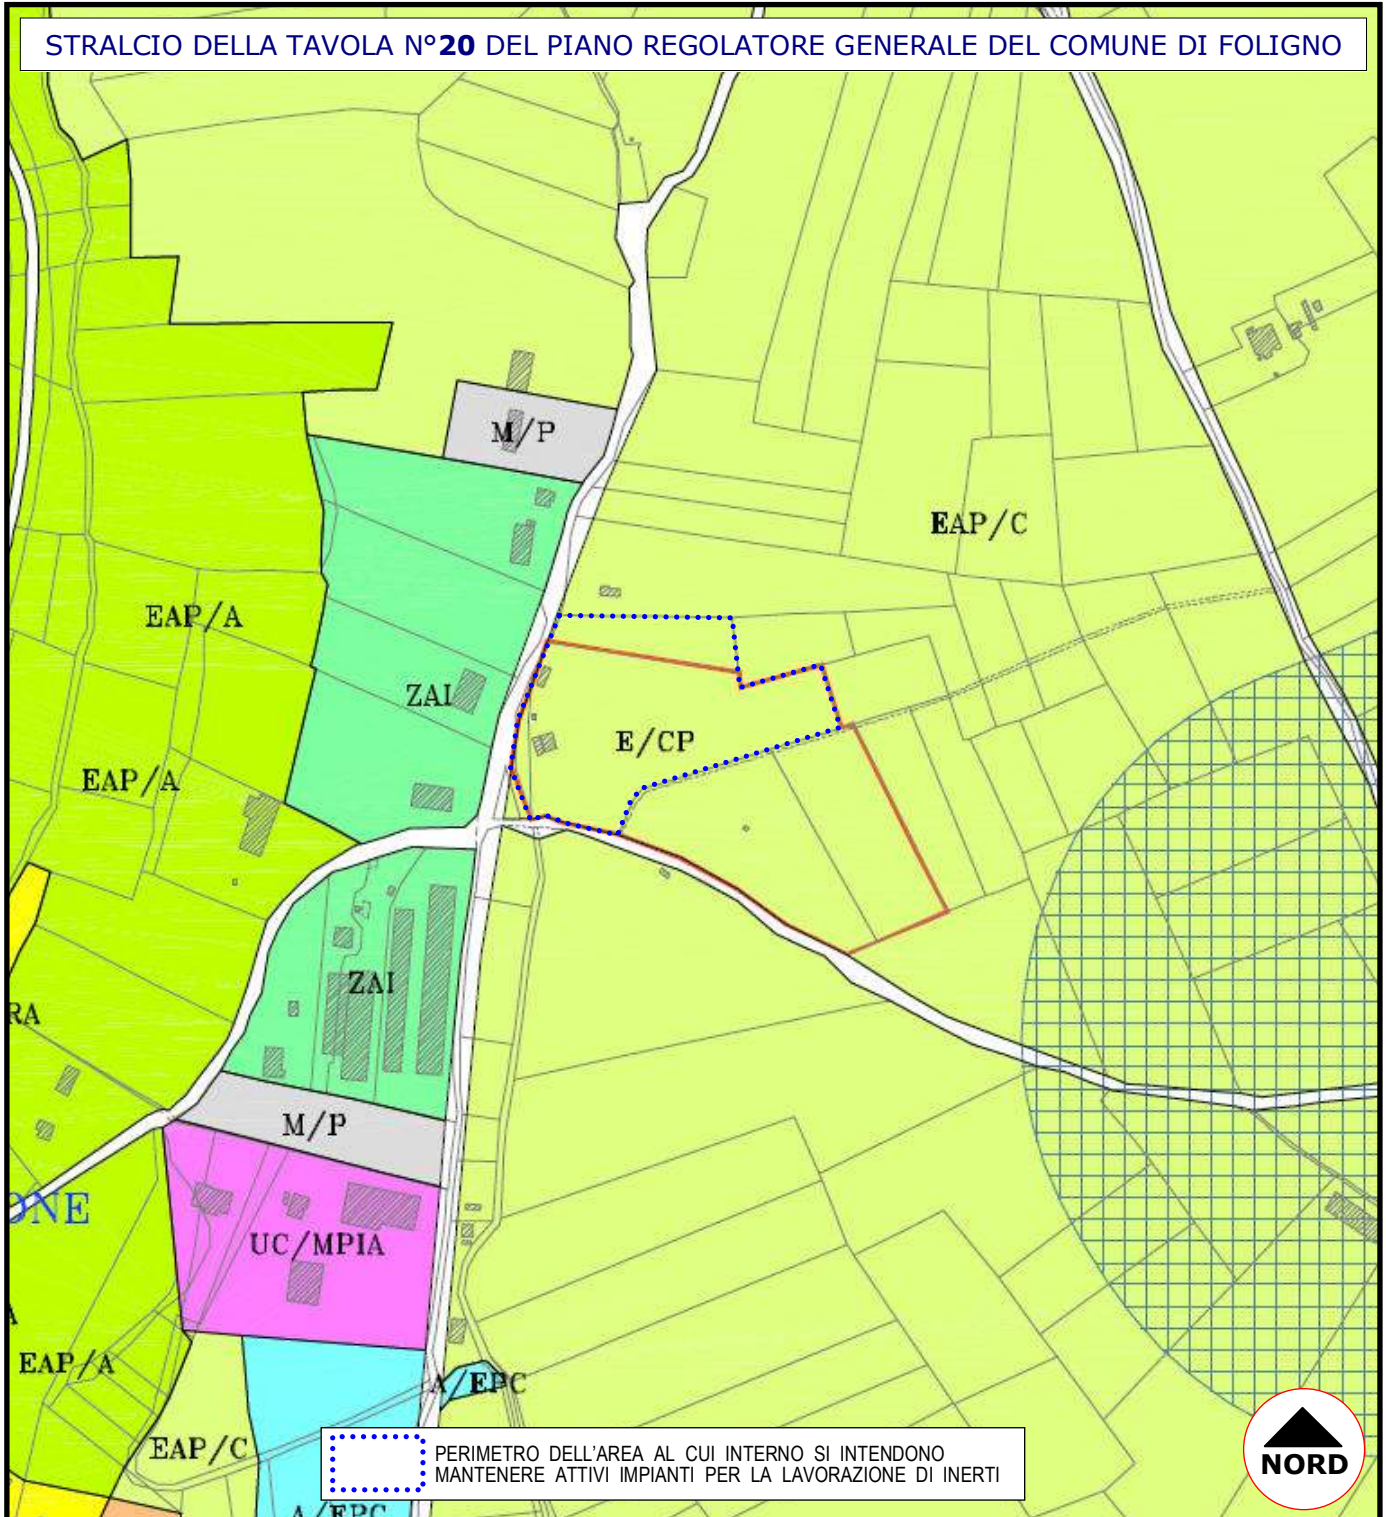 STRALCIO DELLA TAVOLA N°20 DEL PIANO REGOLATORE GENERALE DEL COMUNE DI FOLIGNO
M/P
EAP/C
EAP/A
ZAI
E/CP
EAP/A
ZAI
RA
M/P
ONE
UC/MPIA
A
EAP/A
A/EPC
EAP/C
PERIMETRO DELL'AREA AL CUI INTERNO SI INTENDONO
MANTENERE ATTIVI IMPIANTI PER LA LAVORAZIONE DI INERTI
NORD
A/EPC